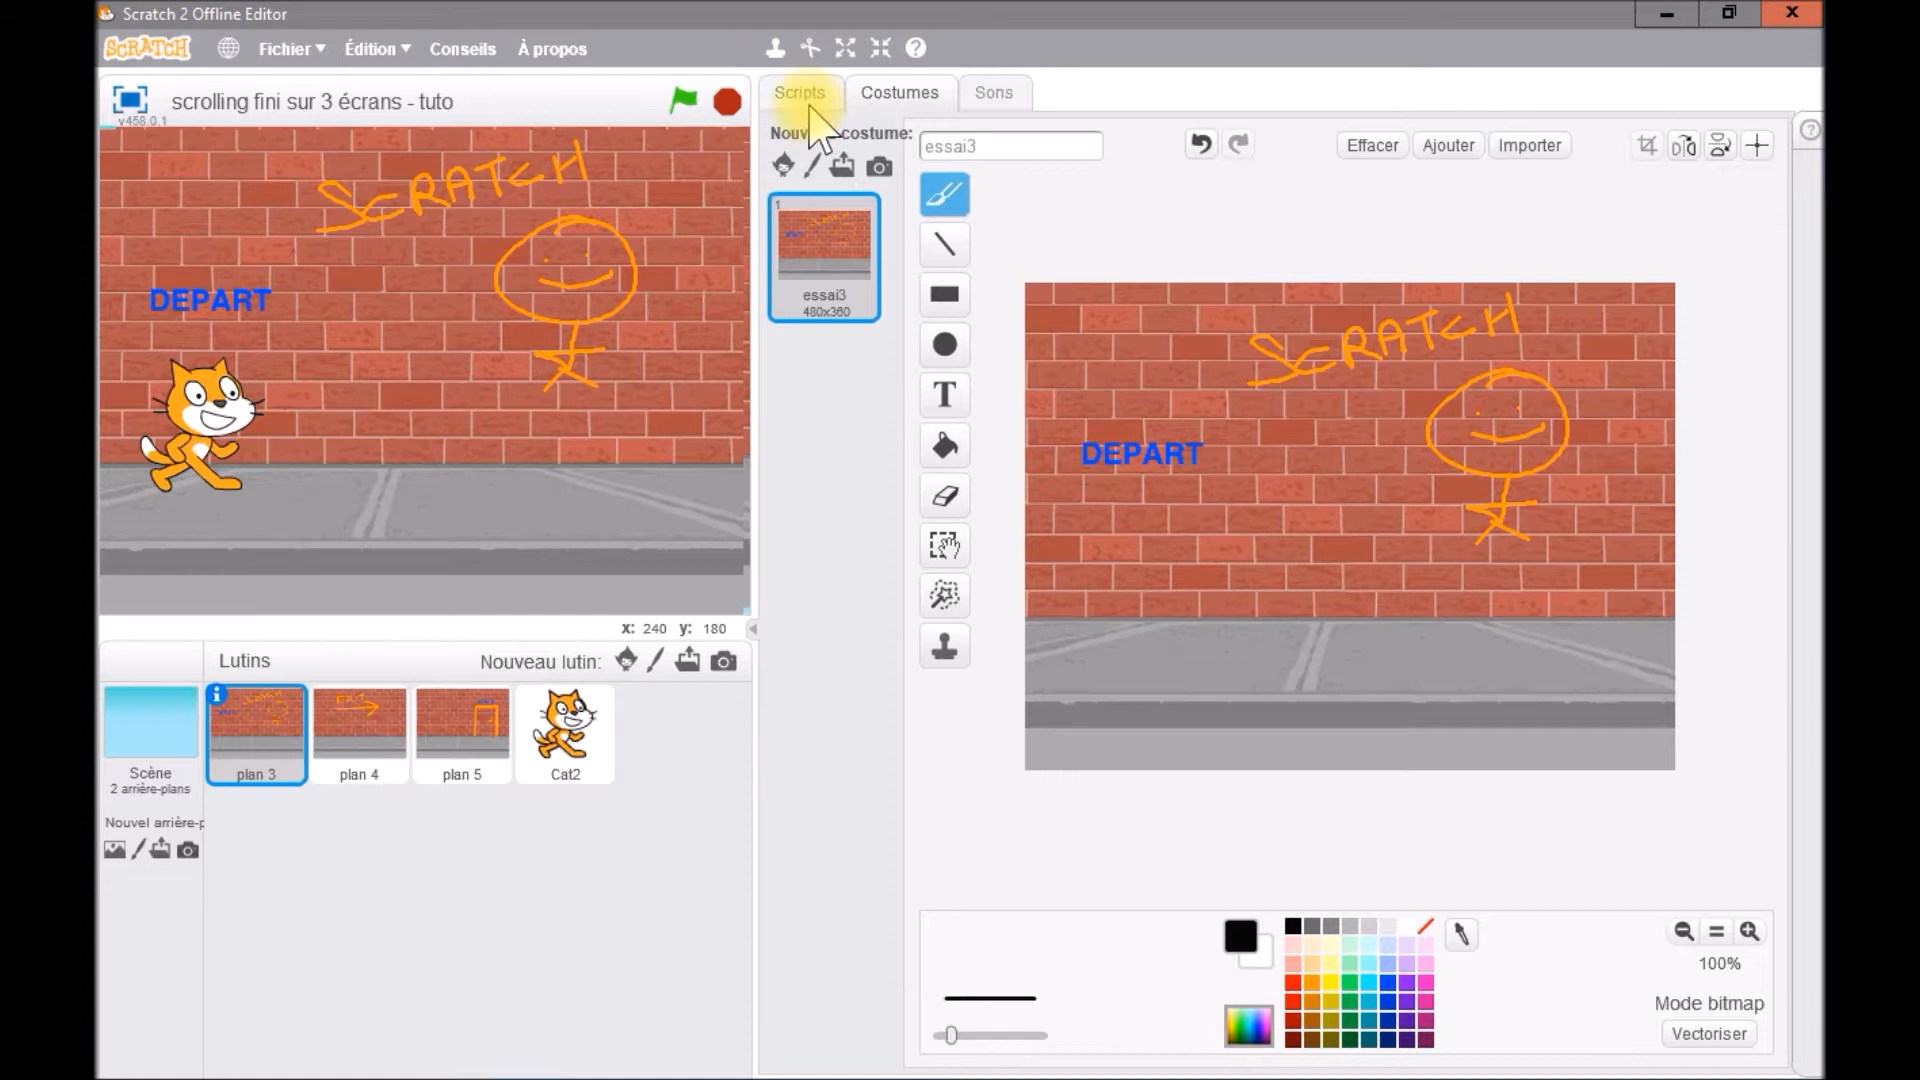 Scratch 2 Offline Editor
SCRATCH Fichier Édition Conseils À propos
scrolling fini sur 3 écrans - tuto
v458.0.1
Scripts Costumes Sons
costume:
essai3
Effacer Ajouter Importer
1
essai3
480x360
SCRATCH
DEPART
SCRATCH
DEPART
x: 240 y: 180
Lutins Nouveau lutin:
Scène
2 arrière-plans
plan 3 plan 4 plan 5 Cat2
Nouvel arrière-p
T
100%
Mode bitmap
Vectoriser